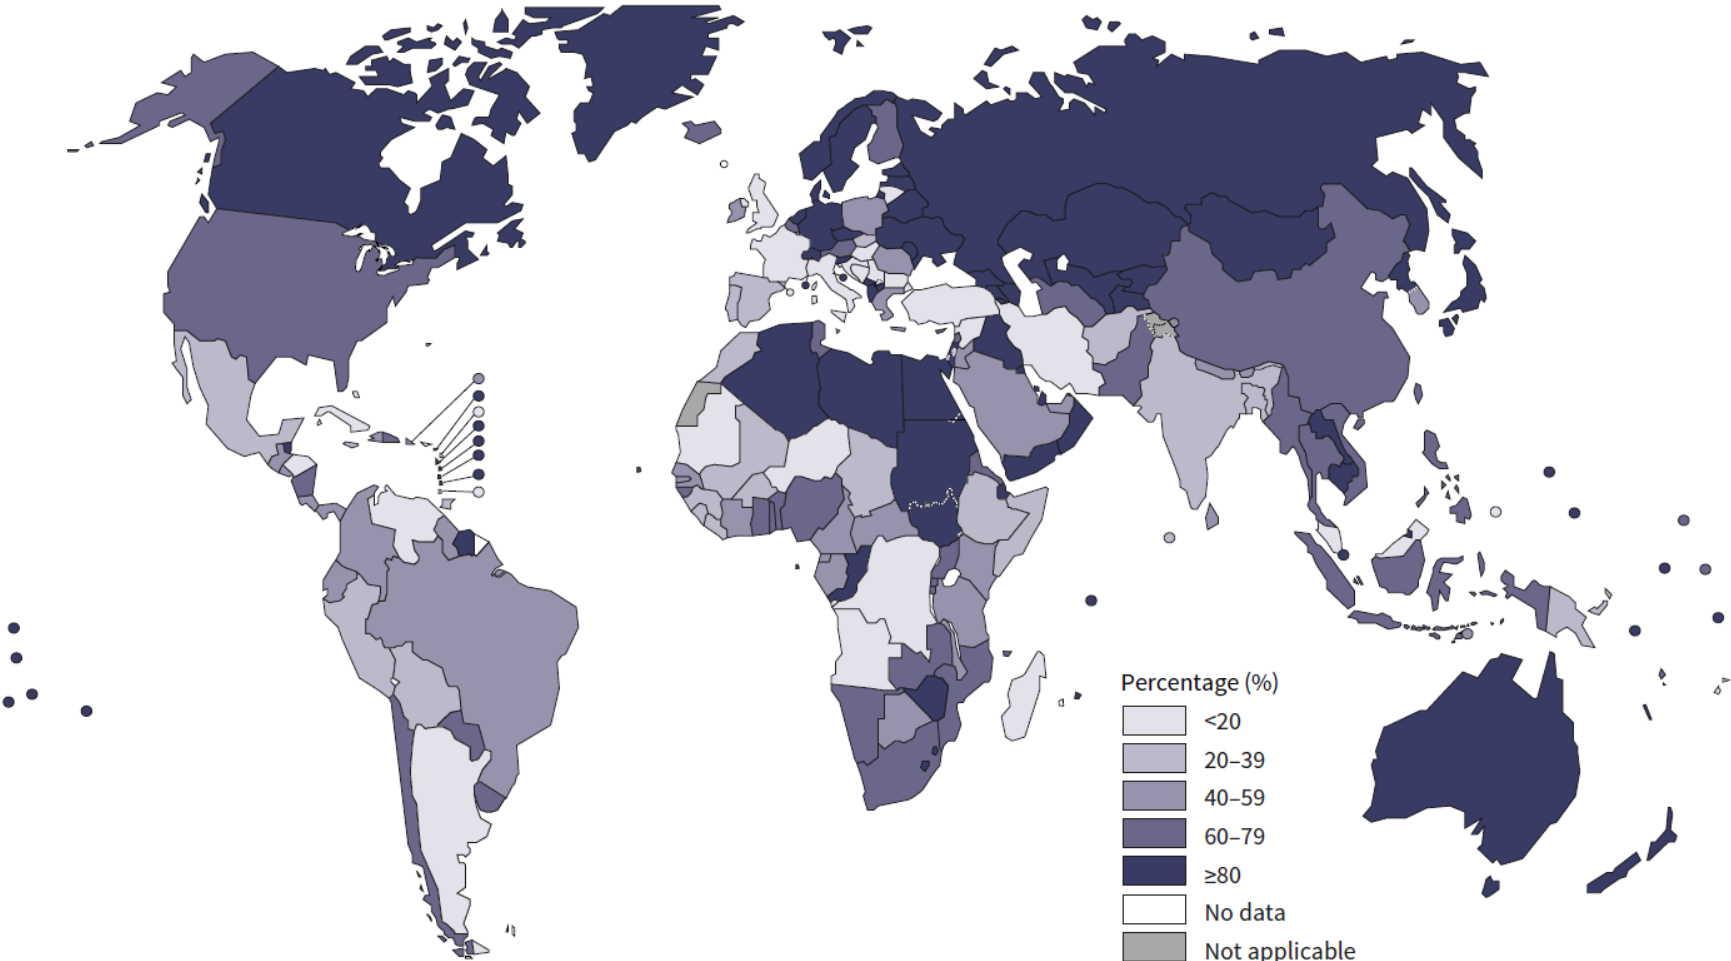 Percentage (%)
<20
20–39
40–59
60–79
≥80
No data
Not applicable